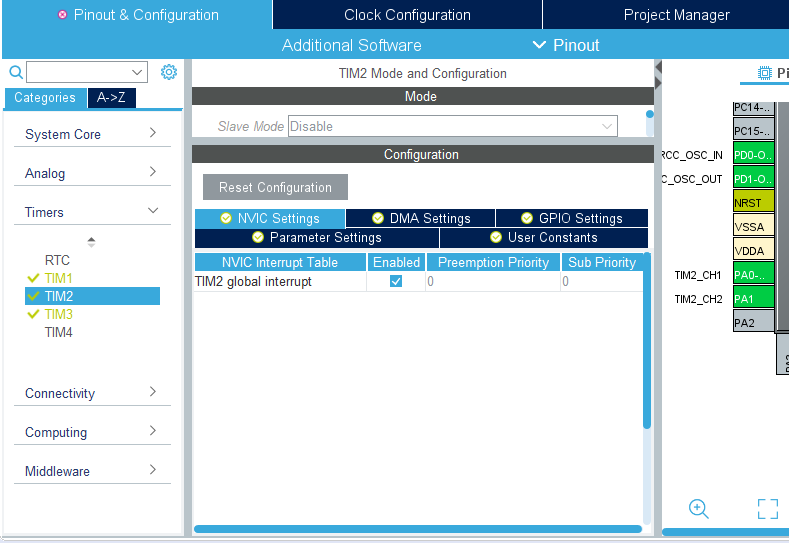 Pinout & Configuration
Clock Configuration
Project Manager
Additional Software
Pinout
Categories
A->Z
System Core
Analog
Timers
RTC
TIM1
TIM2
TIM3
TIM4
Connectivity
Computing
Middleware
TIM2 Mode and Configuration
Mode
Slave Mode Disable
Configuration
Reset Configuration
NVIC Settings
DMA Settings
GPIO Settings
Parameter Settings
User Constants
NVIC Interrupt Table Enabled Preemption Priority Sub Priority
TIM2 global interrupt 0 0
Pi
PC14-..
PC15-..
RCC_OSC_IN PD0-O..
C_OSC_OUT PD1-O..
NRST
VSSA
VDDA
TIM2_CH1 PA0-..
TIM2_CH2 PA1
PA2